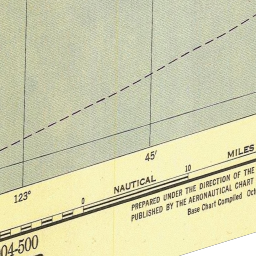 45'
123°
NAUTICAL MILES
0 10
PREPARED UNDER THE DIRECTION OF THE
PUBLISHED BY THE AERONAUTICAL CHART
Base Chart Compiled Oct
04-500